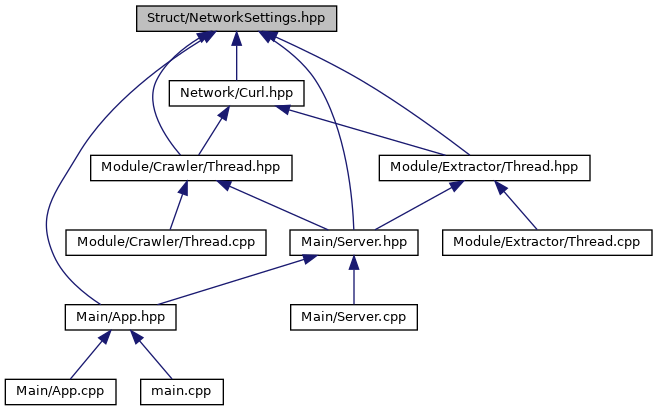 Struct/NetworkSettings.hpp
Network/Curl.hpp
Module/Crawler/Thread.hpp
Module/Extractor/Thread.hpp
Module/Crawler/Thread.cpp
Main/Server.hpp
Module/Extractor/Thread.cpp
Main/App.hpp
Main/Server.cpp
Main/App.cpp
main.cpp